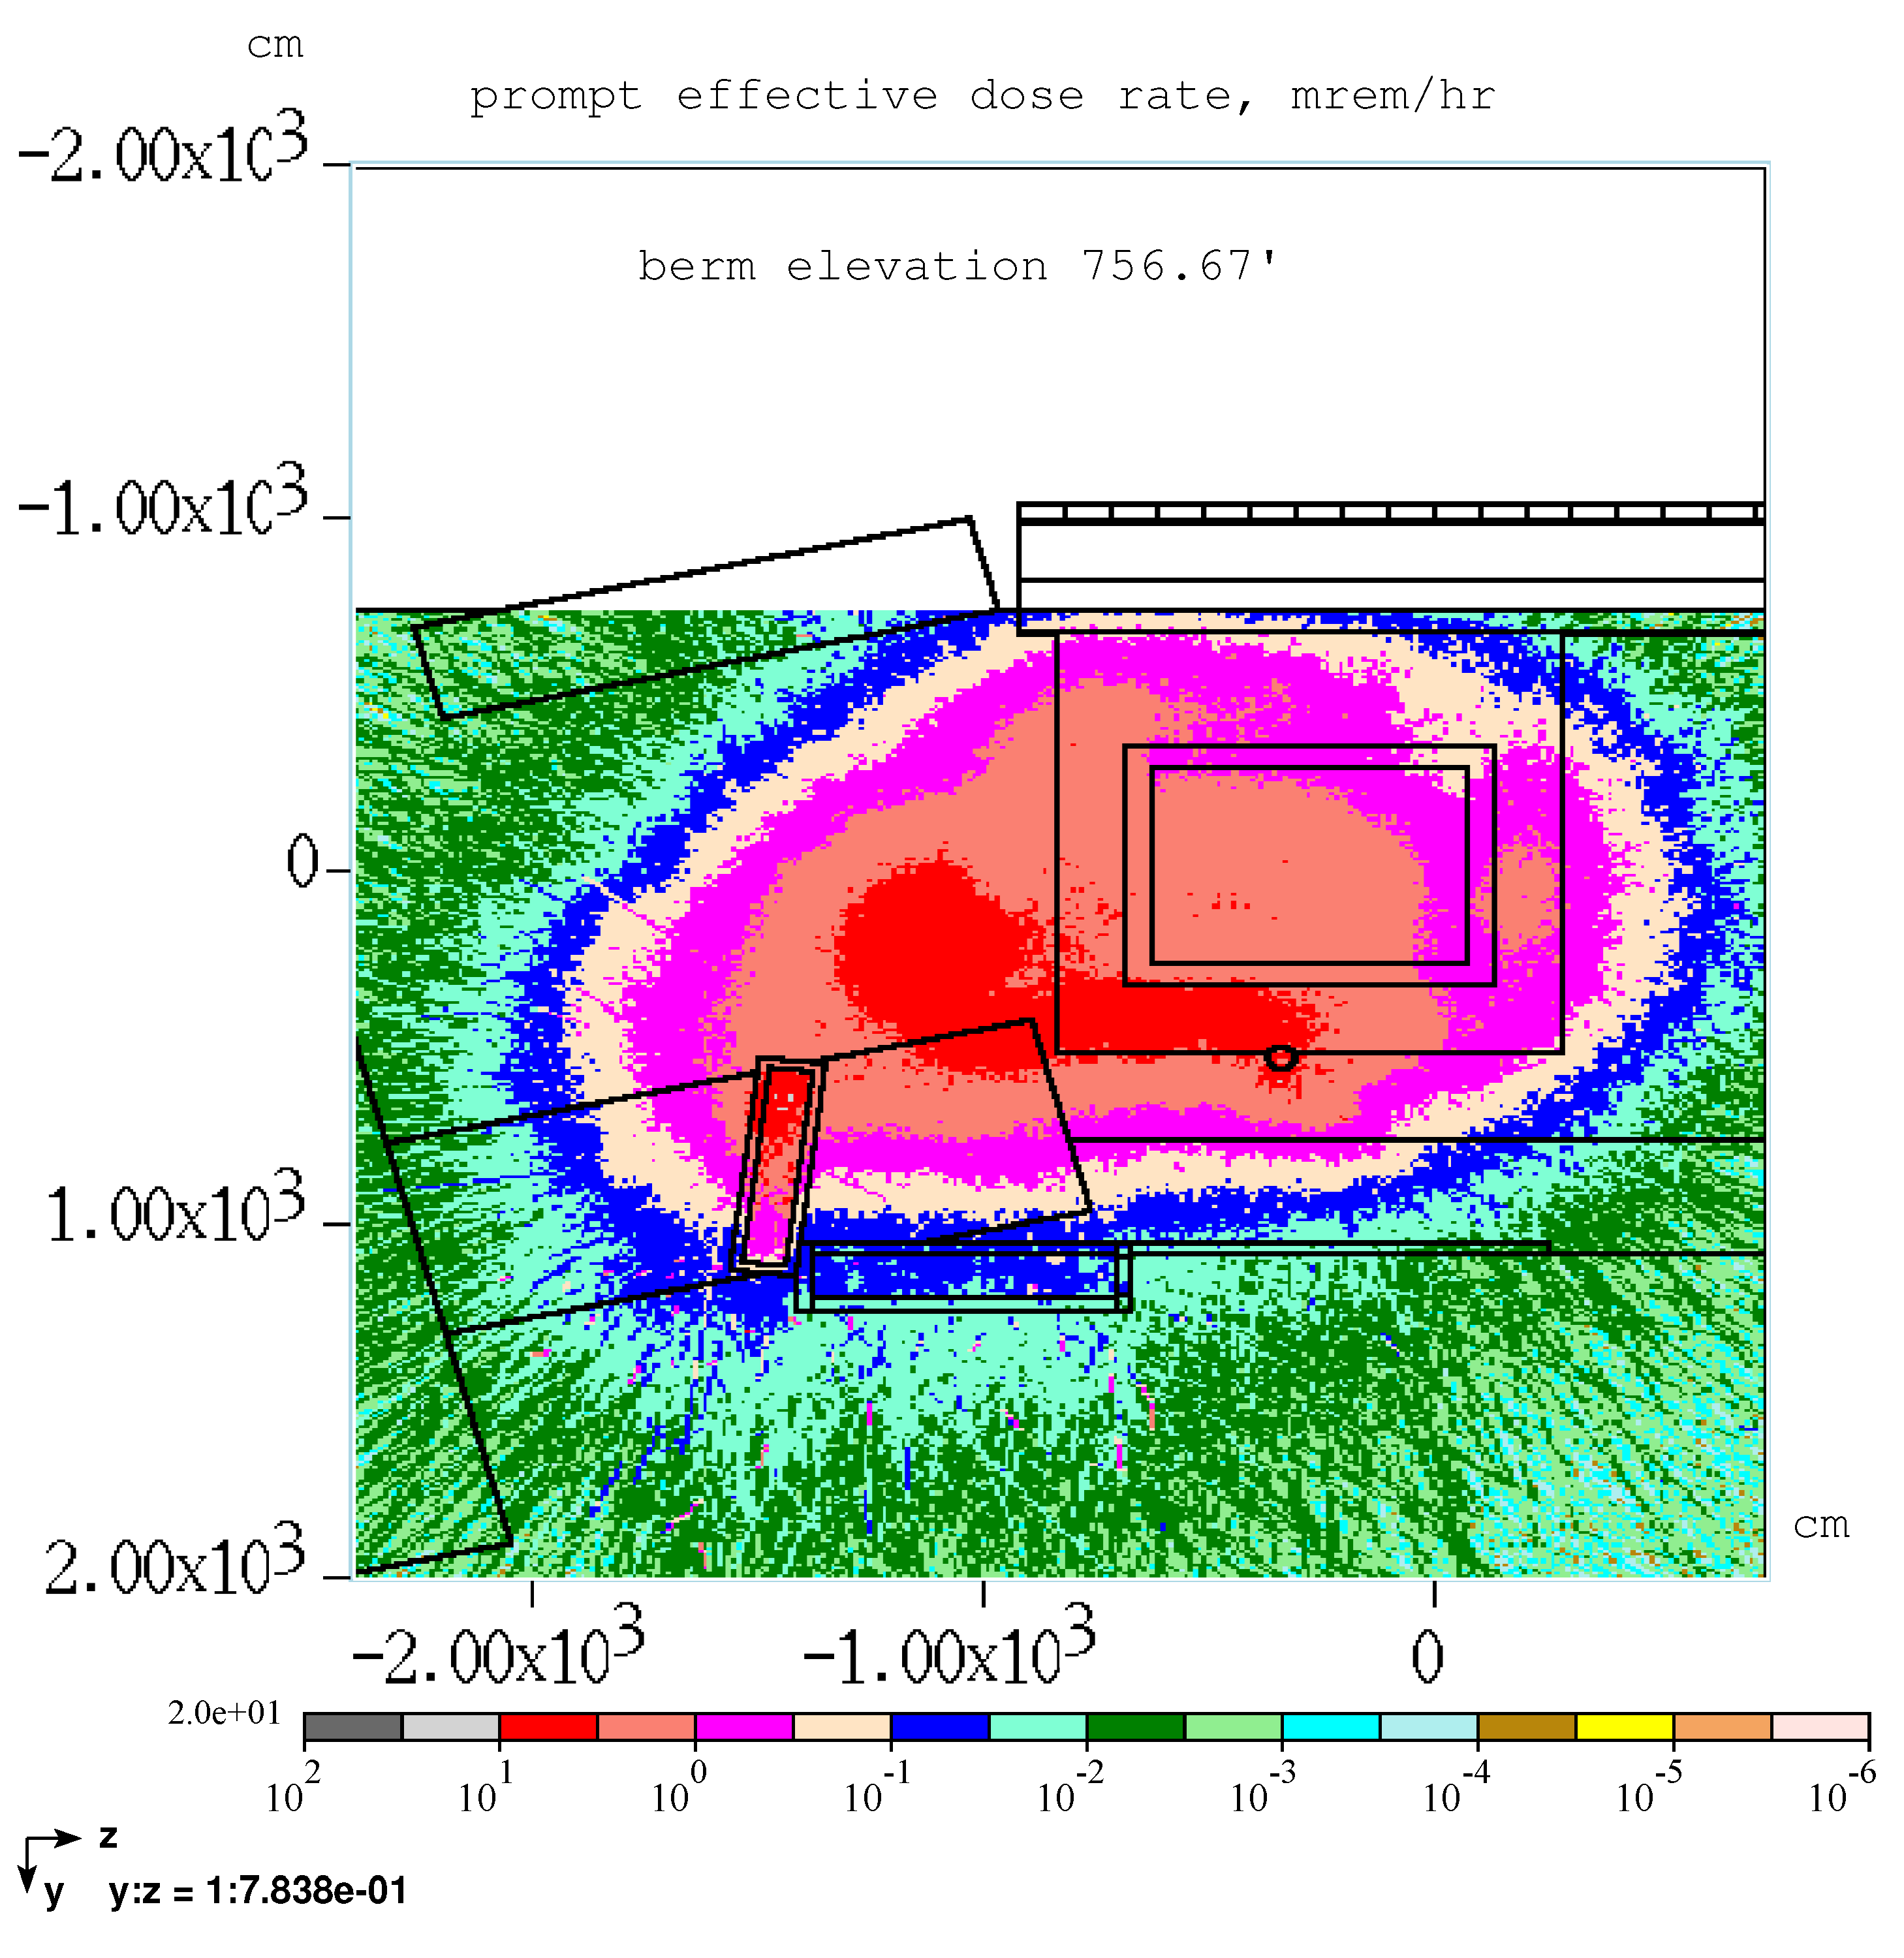 cm
prompt effective dose rate, mrem/hr
-2.00x10^3
berm elevation 756.67'
-1.00x10^3
0
1.00x10^3
cm
2.00x10^3
-2.00x10^3 -1.00x10^3 0
2.0e+01
10^2 10^1 10^0 10^-1 10^-2 10^-3 10^-4 10^-5 10^-6
z
y y:z = 1:7.838e-01